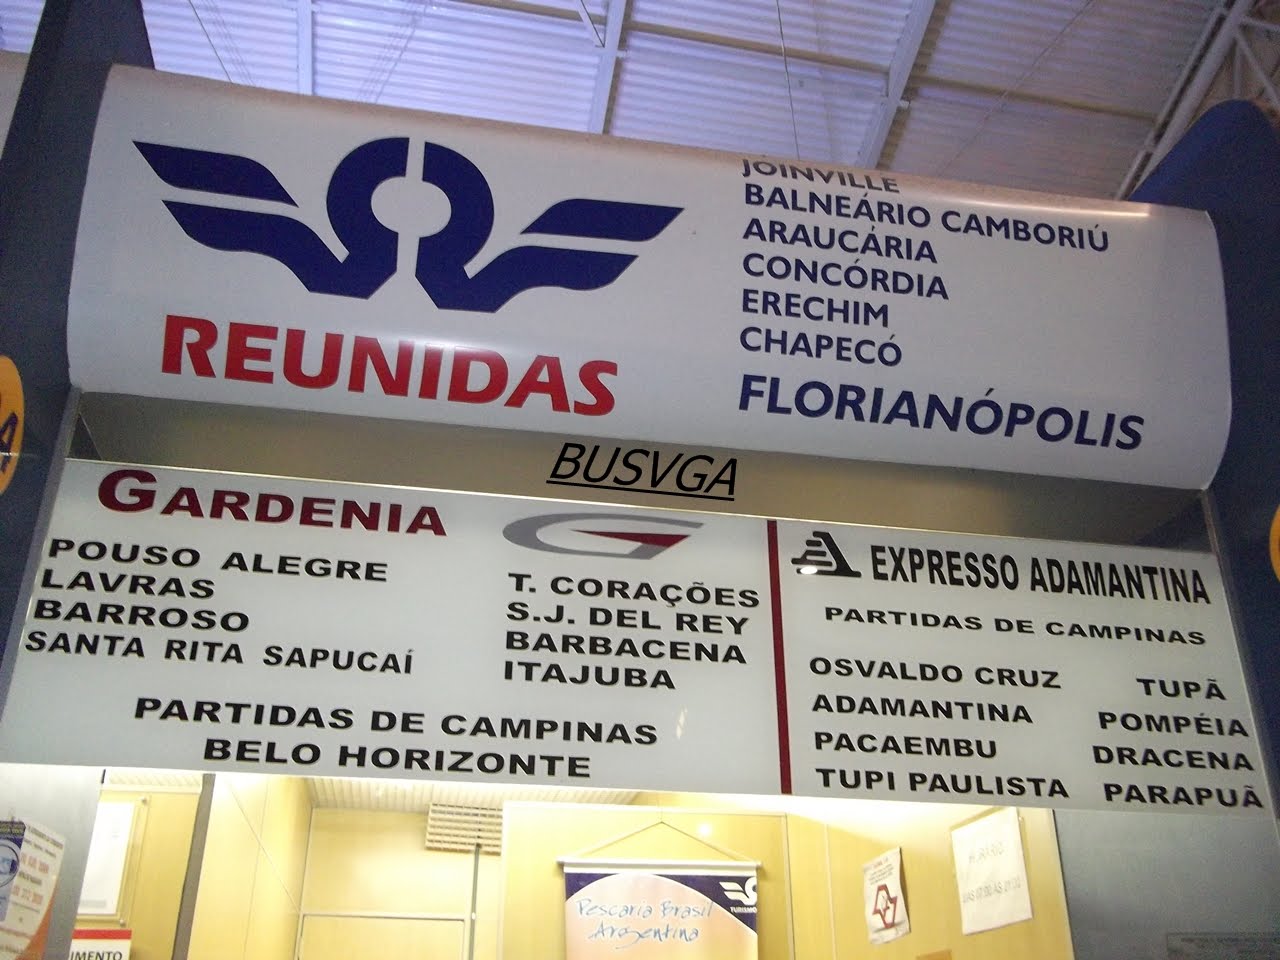 JOINVILLE
BALNEÁRIO CAMBORIÚ
ARAUCÁRIA
CONCÓRDIA
ERECHIM
CHAPECÓ
FLORIANÓPOLIS
REUNIDAS
BUSVGA
GARDENIA
POUSO ALEGRE
LAVRAS
BARROSO
SANTA RITA SAPUCAÍ
T. CORAÇÕES
S.J. DEL REY
BARBACENA
ITAJUBA
PARTIDAS DE CAMPINAS
BELO HORIZONTE
EXPRESSO ADAMANTINA
PARTIDAS DE CAMPINAS
OSVALDO CRUZ
ADAMANTINA
PACAEMBU
TUPI PAULISTA
TUPÃ
POMPÉIA
DRACENA
PARAPUÃ
TURISMO
Pescaria Brasil
Argentina